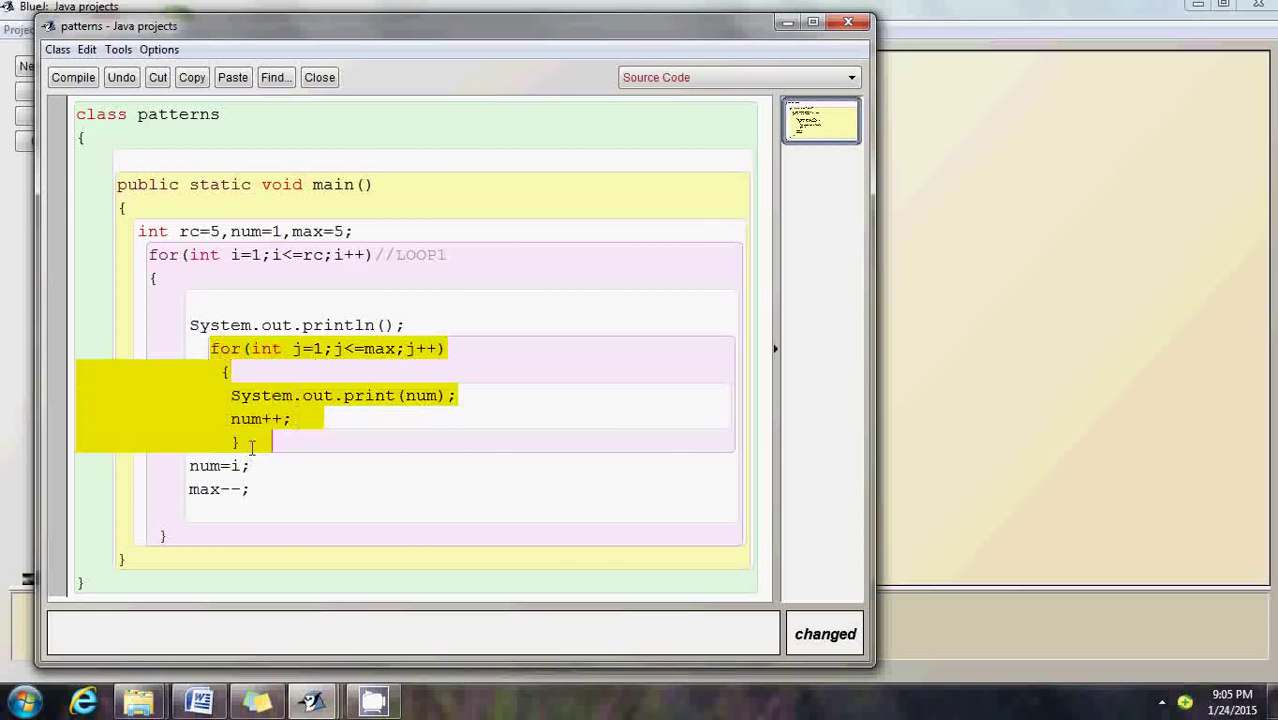 BlueJ: Java projects
patterns - Java projects
Class Edit Tools Options
Compile Undo Cut Copy Paste Find... Close Source Code
class patterns
{
public static void main()
{
int rc=5,num=1,max=5;
for(int i=1;i<=rc;i++)//LOOP1
{
System.out.println();
for(int j=1;j<=max;j++)
{
System.out.print(num);
num++;
}
num=i;
max--;
}
}
}
changed
9:05 PM
1/24/2015